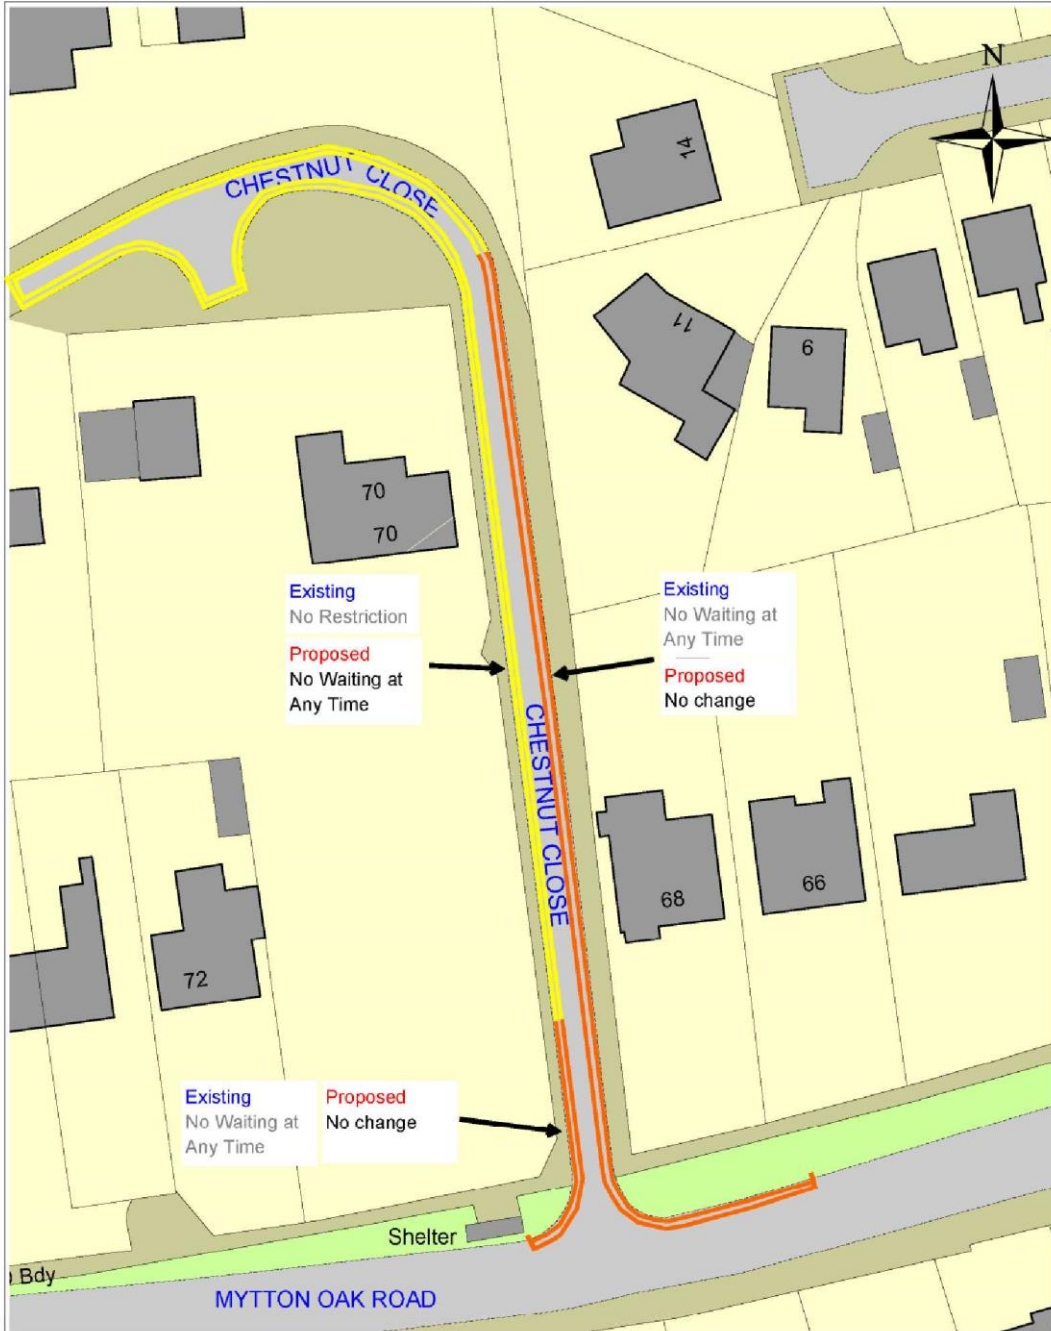 N
14
CHESTNUT CLOSE
11
6
70
70
Existing
No Restriction
Proposed
No Waiting at
Any Time
Existing
No Waiting at
Any Time
Proposed
No change
CHESTNUT CLOSE
68
66
72
Existing
No Waiting at
Any Time
Proposed
No change
Shelter
Bdy
MYTTON OAK ROAD